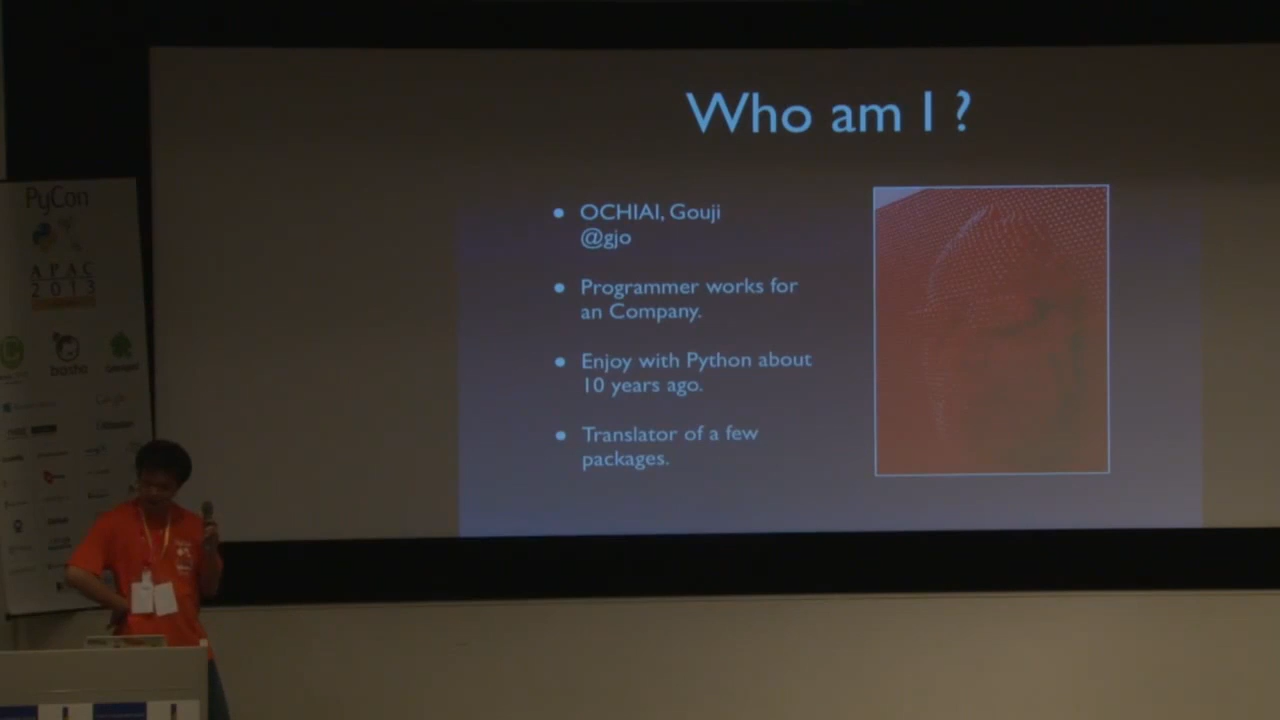 Who am I ?
OCHIAI, Gouji
@gjo
Programmer works for
an Company.
Enjoy with Python about
10 years ago.
Translator of a few
packages.
PyCon
APAC
2013
basho